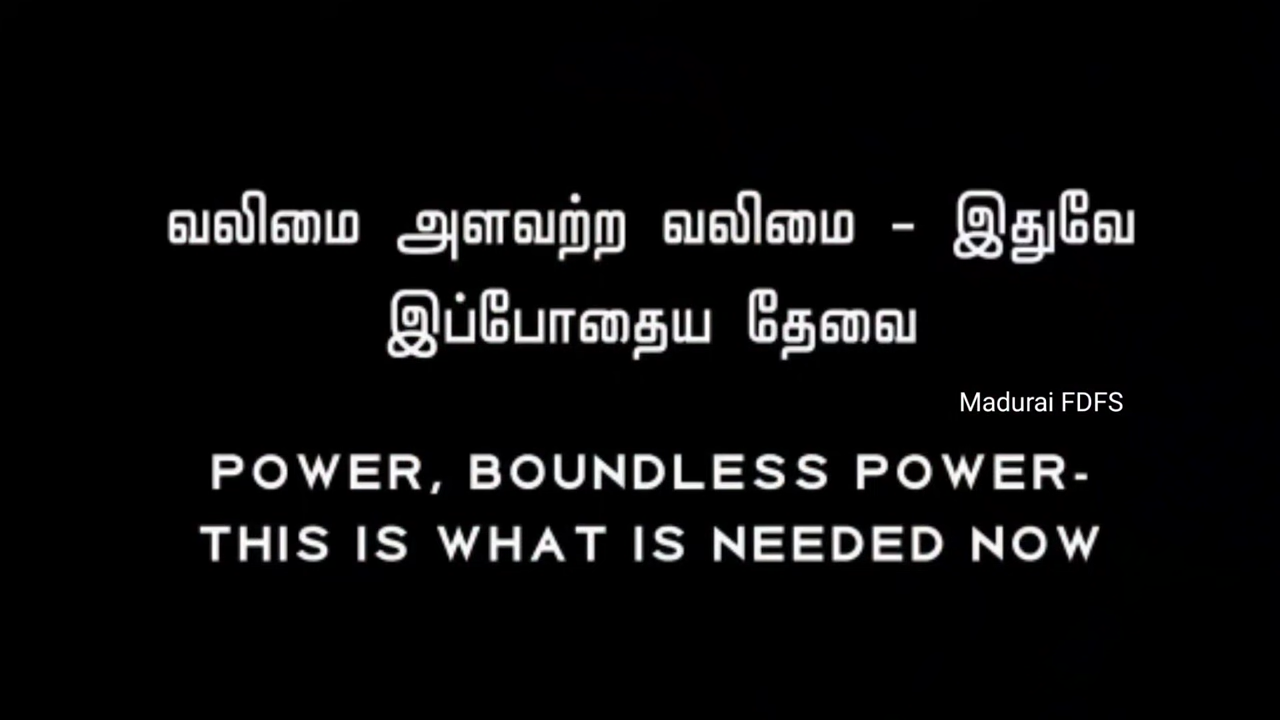 வலிமை அளவற்ற வலிமை - இதுவே
இப்போதைய தேவை
Madurai FDFS
POWER, BOUNDLESS POWER-
THIS IS WHAT IS NEEDED NOW